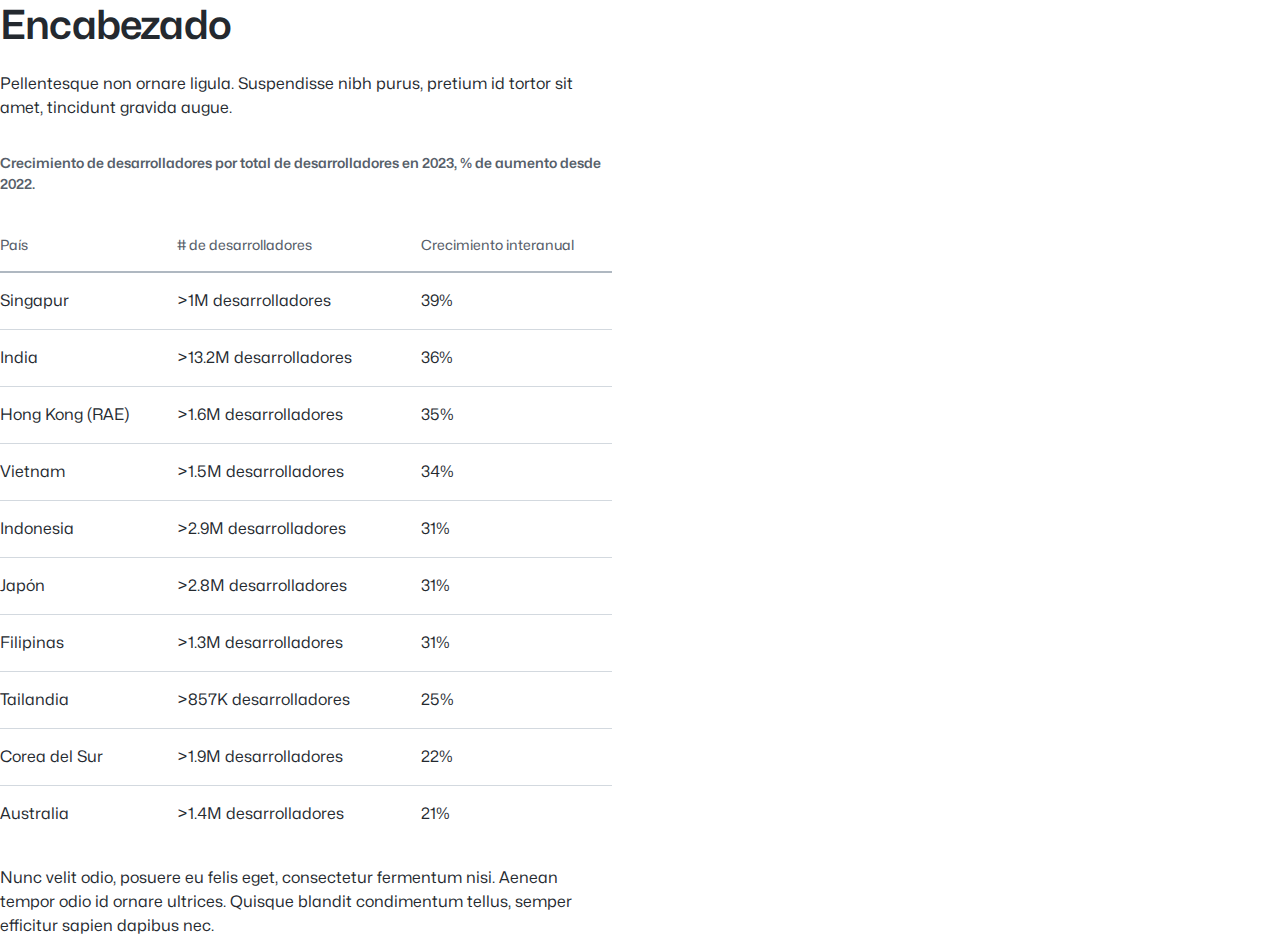 Encabezado
Pellentesque non ornare ligula. Suspendisse nibh purus, pretium id tortor sit
amet, tincidunt gravida augue.
Crecimiento de desarrolladores por total de desarrolladores en 2023, % de aumento desde
2022.
País # de desarrolladores Crecimiento interanual
Singapur >1M desarrolladores 39%
India >13.2M desarrolladores 36%
Hong Kong (RAE) >1.6M desarrolladores 35%
Vietnam >1.5M desarrolladores 34%
Indonesia >2.9M desarrolladores 31%
Japón >2.8M desarrolladores 31%
Filipinas >1.3M desarrolladores 31%
Tailandia >857K desarrolladores 25%
Corea del Sur >1.9M desarrolladores 22%
Australia >1.4M desarrolladores 21%
Nunc velit odio, posuere eu felis eget, consectetur fermentum nisi. Aenean
tempor odio id ornare ultrices. Quisque blandit condimentum tellus, semper
efficitur sapien dapibus nec.